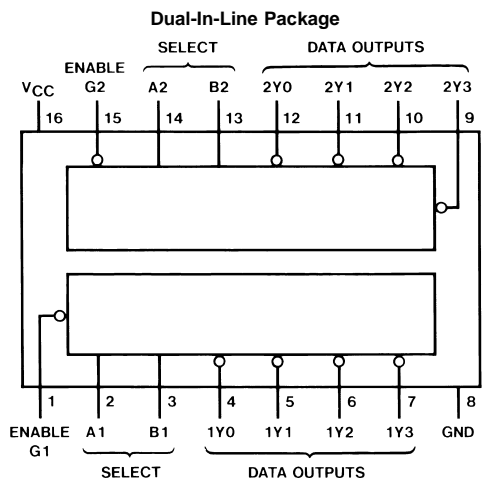 Dual-In-Line Package
SELECT DATA OUTPUTS
ENABLE
VCC G2 A2 B2 2Y0 2Y1 2Y2 2Y3
16 15 14 13 12 11 10 9
1 2 3 4 5 6 7 8
ENABLE A1 B1 1Y0 1Y1 1Y2 1Y3 GND
G1
SELECT DATA OUTPUTS